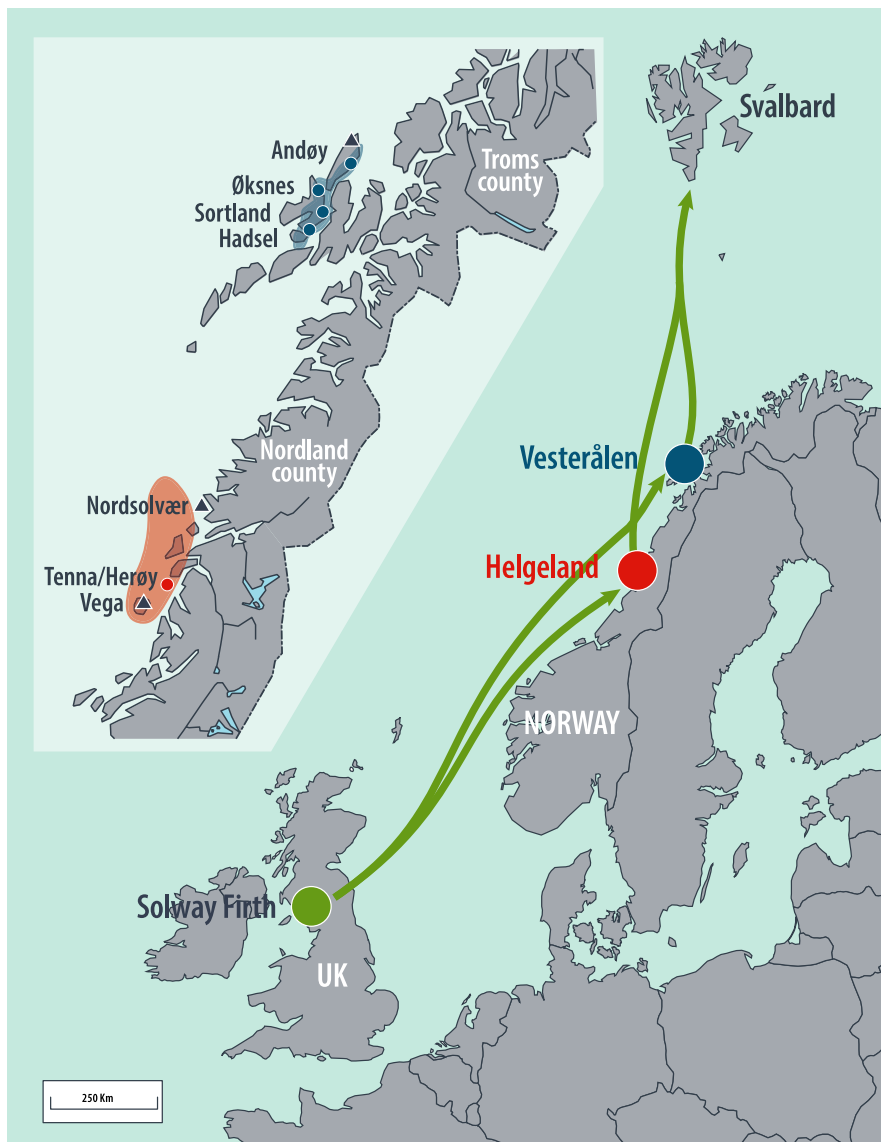 Svalbard
Andøy
Troms
county
Øksnes
Sortland
Hadsel
Nordland
county
Vesterålen
Nordsolvær
Helgeland
Tenna/Herøy
Vega
NORWAY
Solway Firth
UK
250 Km